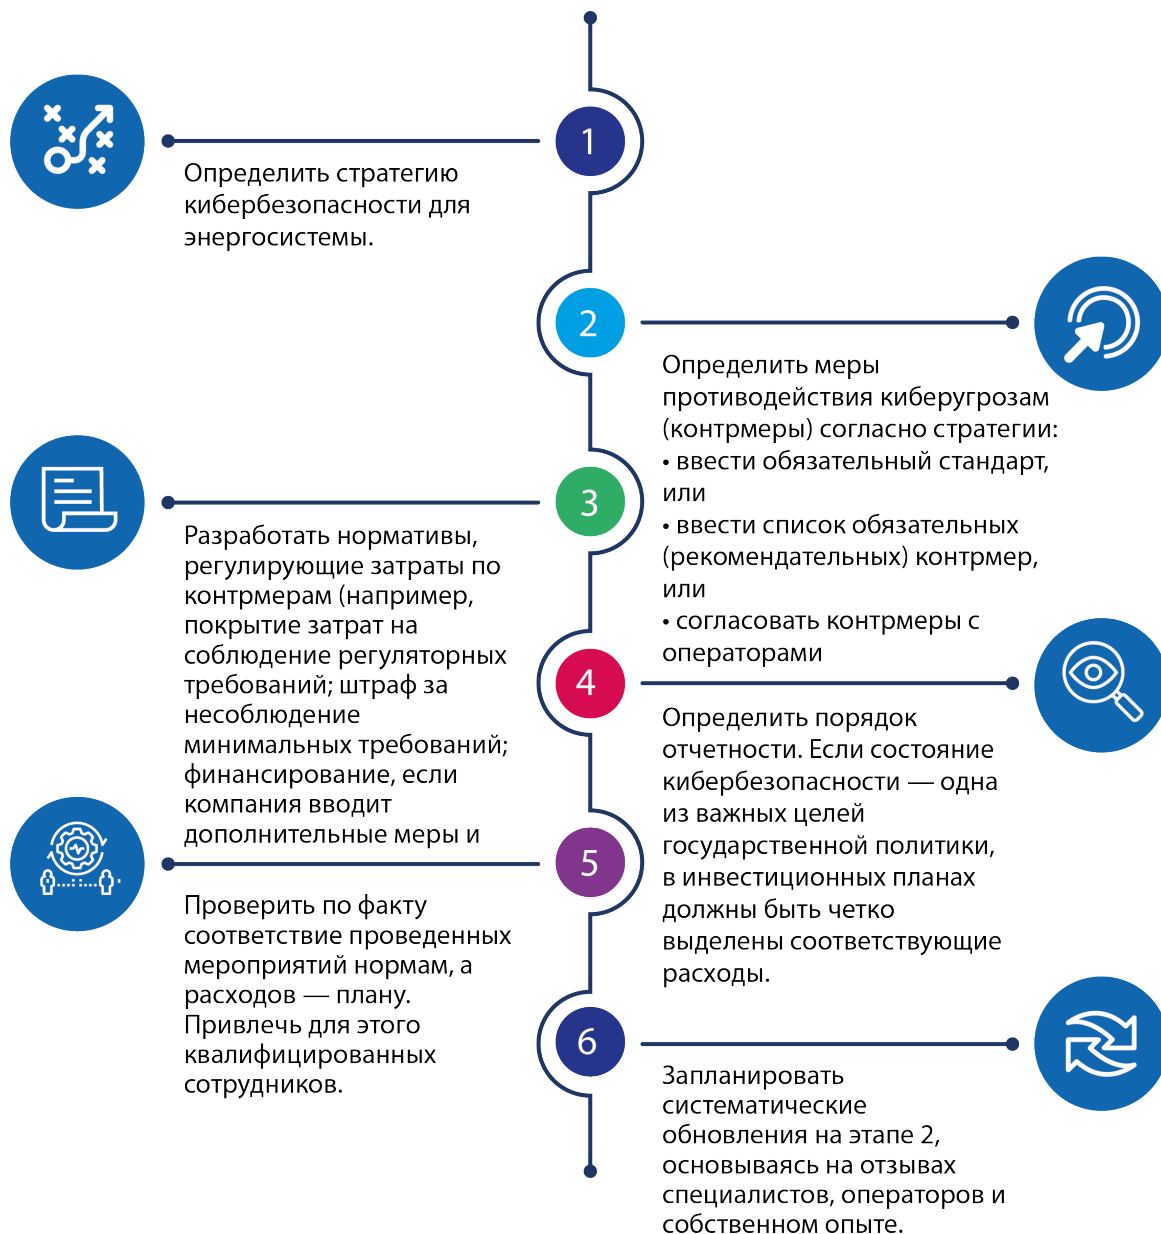 1
Определить стратегию
кибербезопасности для
энергосистемы.
2
Определить меры
противодействия киберугрозам
(контрмеры) согласно стратегии:
• ввести обязательный стандарт,
или
• ввести список обязательных
(рекомендательных) контрмер,
или
• согласовать контрмеры с
операторами
3
Разработать нормативы,
регулирующие затраты по
контрмерам (например,
покрытие затрат на
соблюдение регуляторных
требований; штраф за
несоблюдение
минимальных требований;
финансирование, если
компания вводит
дополнительные меры и
4
Определить порядок
отчетности. Если состояние
кибербезопасности — одна
из важных целей
государственной политики,
в инвестиционных планах
должны быть четко
выделены соответствующие
расходы.
5
Проверить по факту
соответствие проведенных
мероприятий нормам, а
расходов — плану.
Привлечь для этого
квалифицированных
сотрудников.
6
Запланировать
систематические
обновления на этапе 2,
основываясь на отзывах
специалистов, операторов и
собственном опыте.